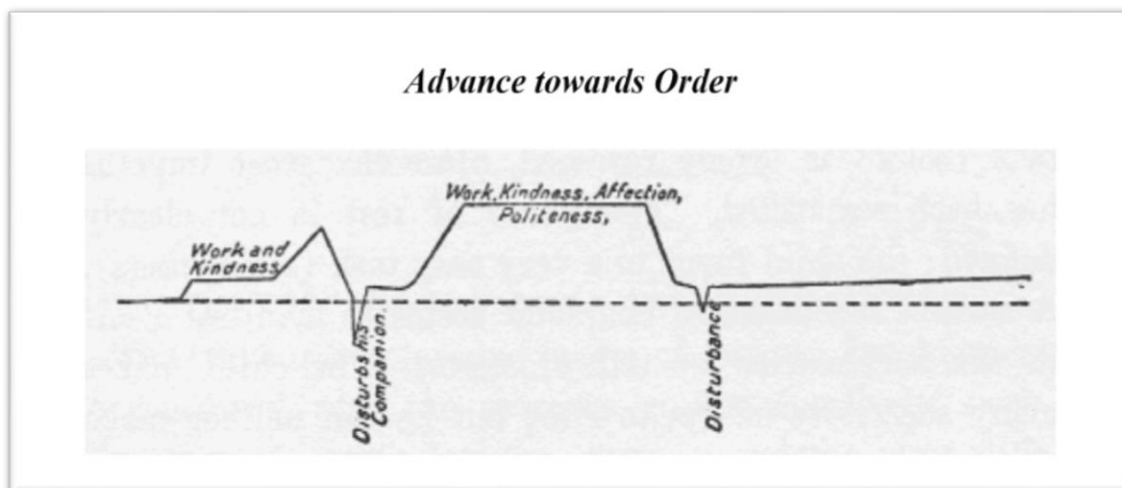 Advance towards Order
Work, Kindness, Affection,
Politeness,
Work and
Kindness
Disturbs his
Companion.
Disturbance